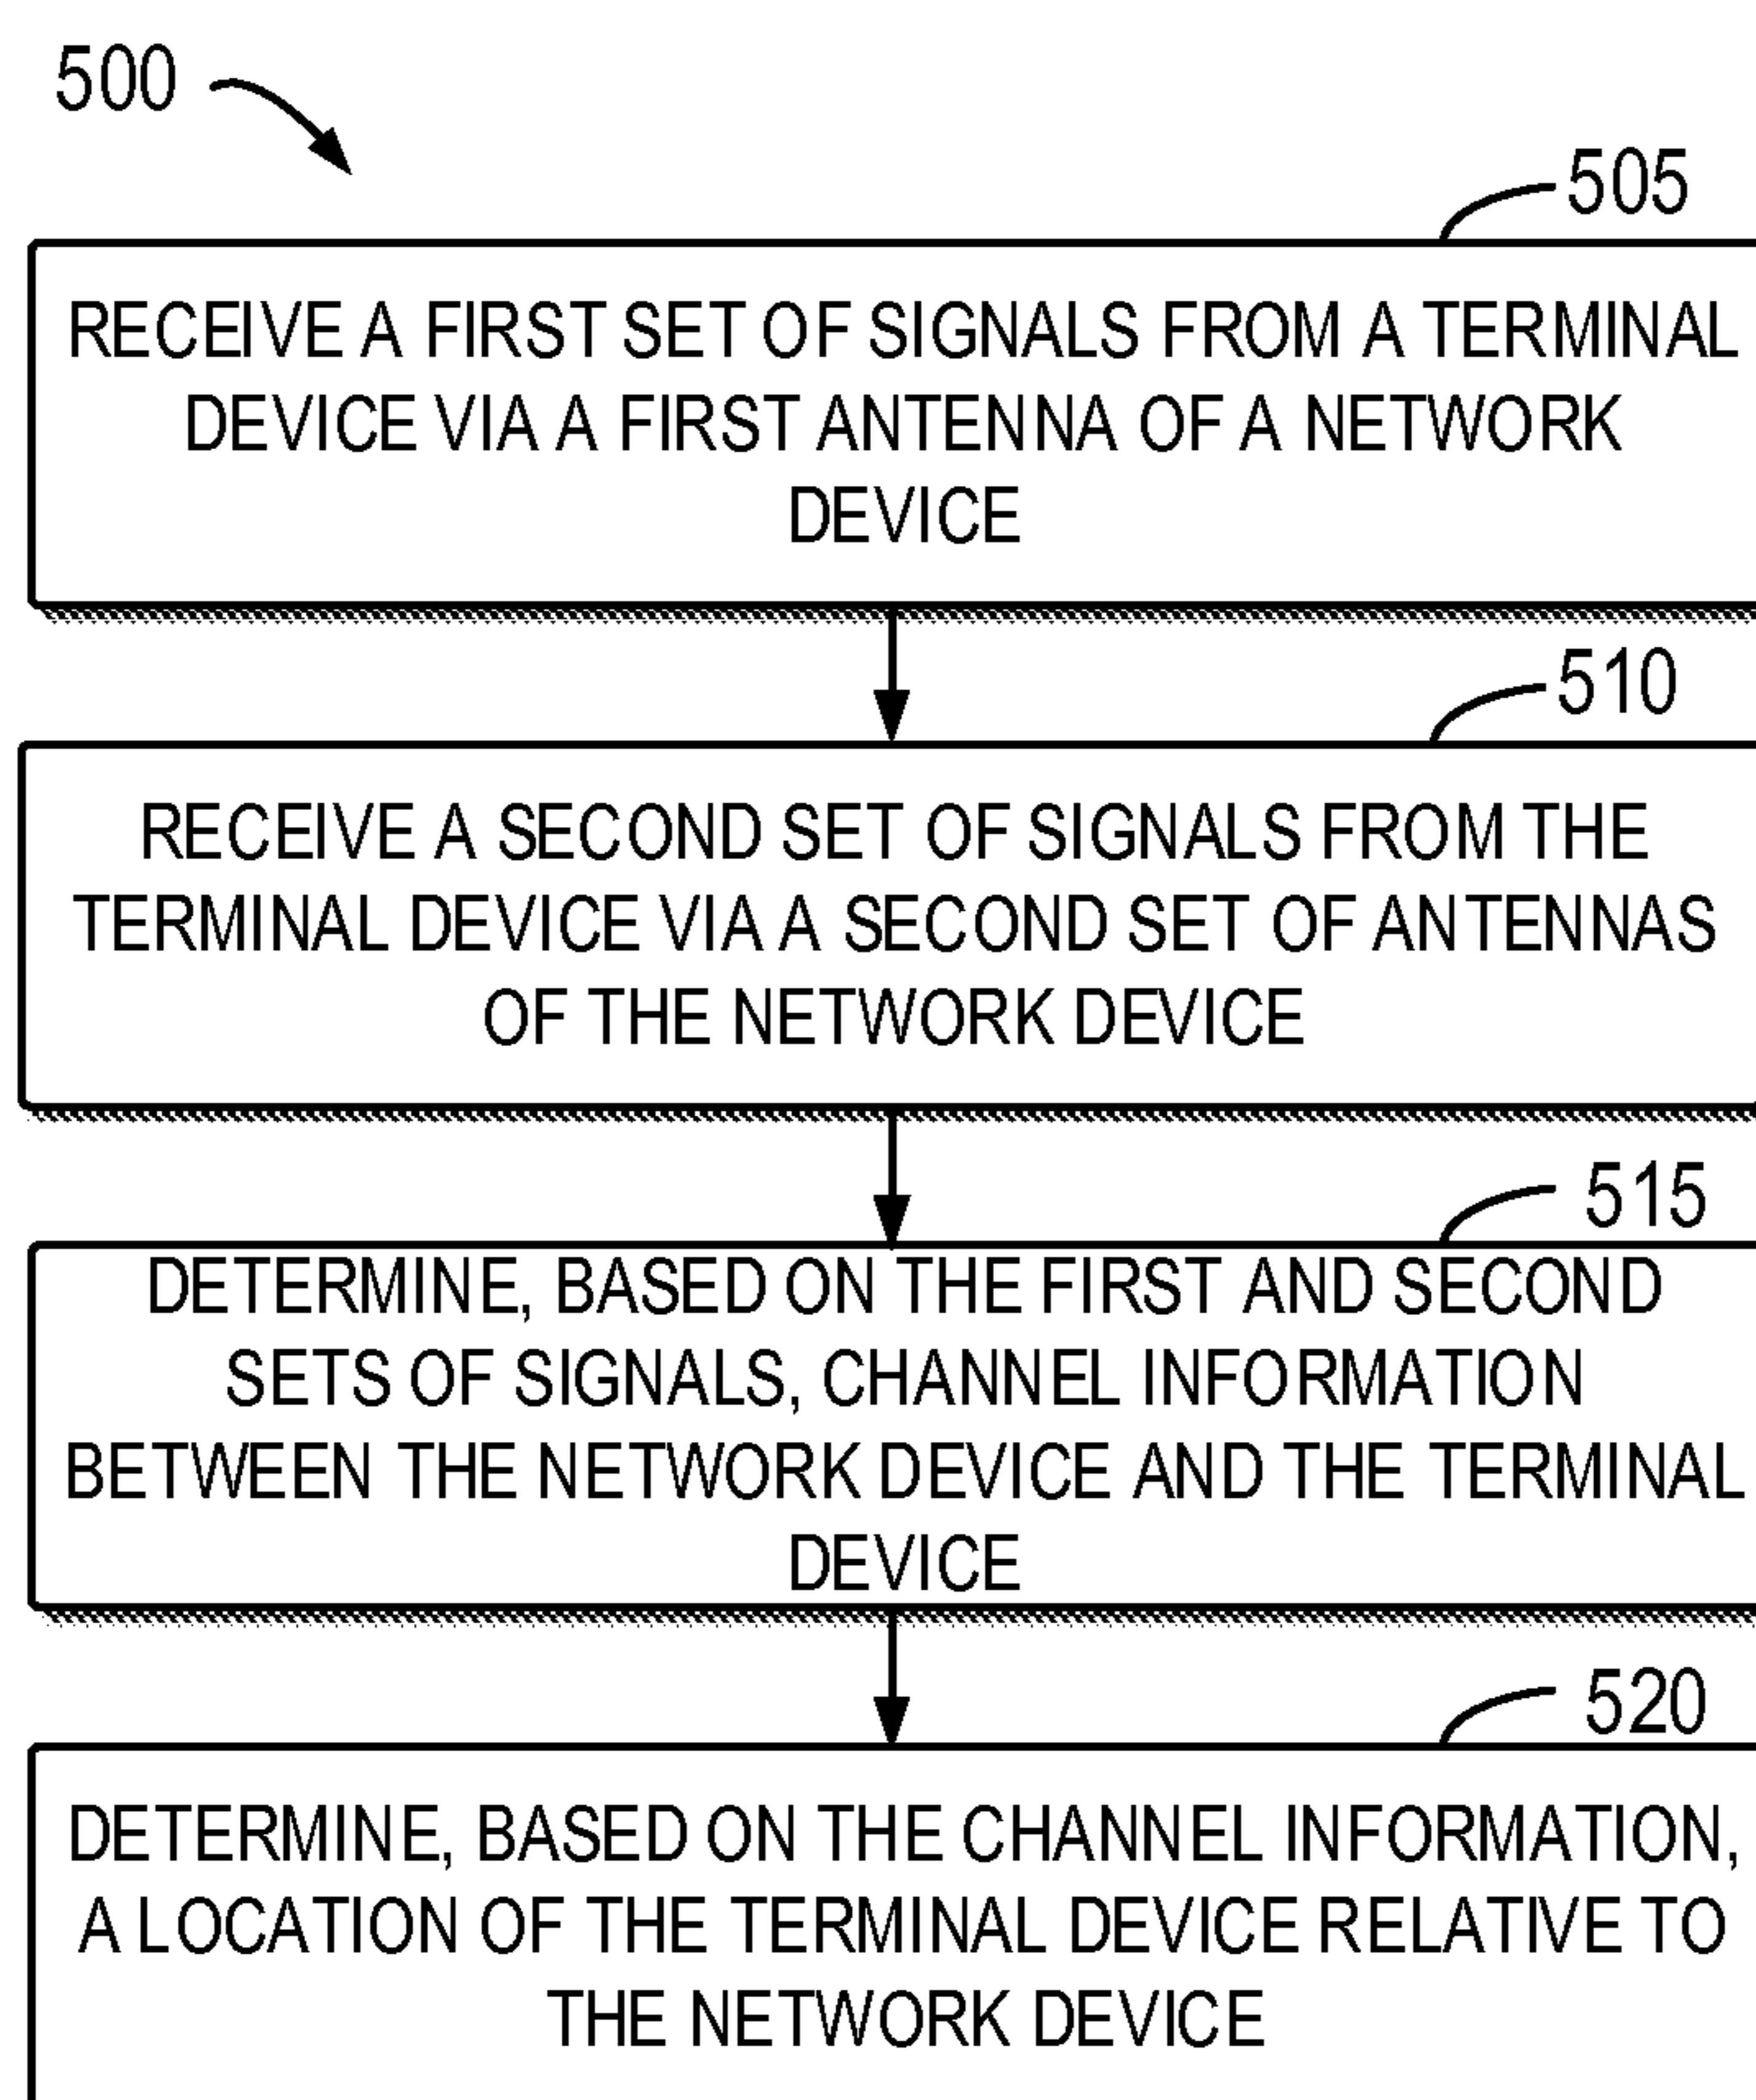 500
505
RECEIVE A FIRST SET OF SIGNALS FROM A TERMINAL
DEVICE VIA A FIRST ANTENNA OF A NETWORK
DEVICE
510
RECEIVE A SECOND SET OF SIGNALS FROM THE
TERMINAL DEVICE VIA A SECOND SET OF ANTENNAS
OF THE NETWORK DEVICE
515
DETERMINE, BASED ON THE FIRST AND SECOND
SETS OF SIGNALS, CHANNEL INFORMATION
BETWEEN THE NETWORK DEVICE AND THE TERMINAL
DEVICE
520
DETERMINE, BASED ON THE CHANNEL INFORMATION,
A LOCATION OF THE TERMINAL DEVICE RELATIVE TO
THE NETWORK DEVICE